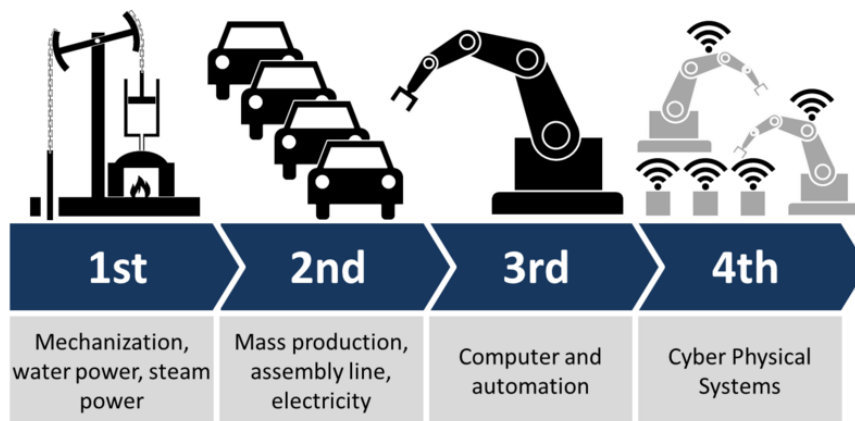 1st
2nd
3rd
4th
Mechanization,
water power, steam
power
Mass production,
assembly line,
electricity
Computer and
automation
Cyber Physical
Systems